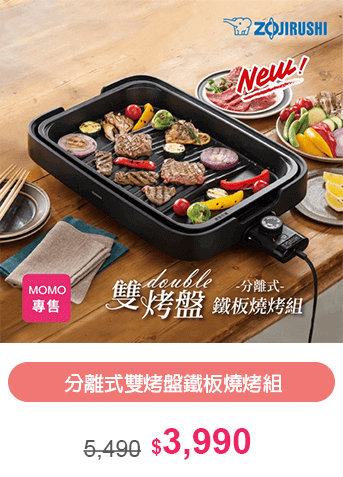 ZOJIRUSHI
New!
MOMO
專售
double
雙烤盤
-分離式-
鐵板燒烤組
分離式雙烤盤鐵板燒烤組
5,490 $3,990